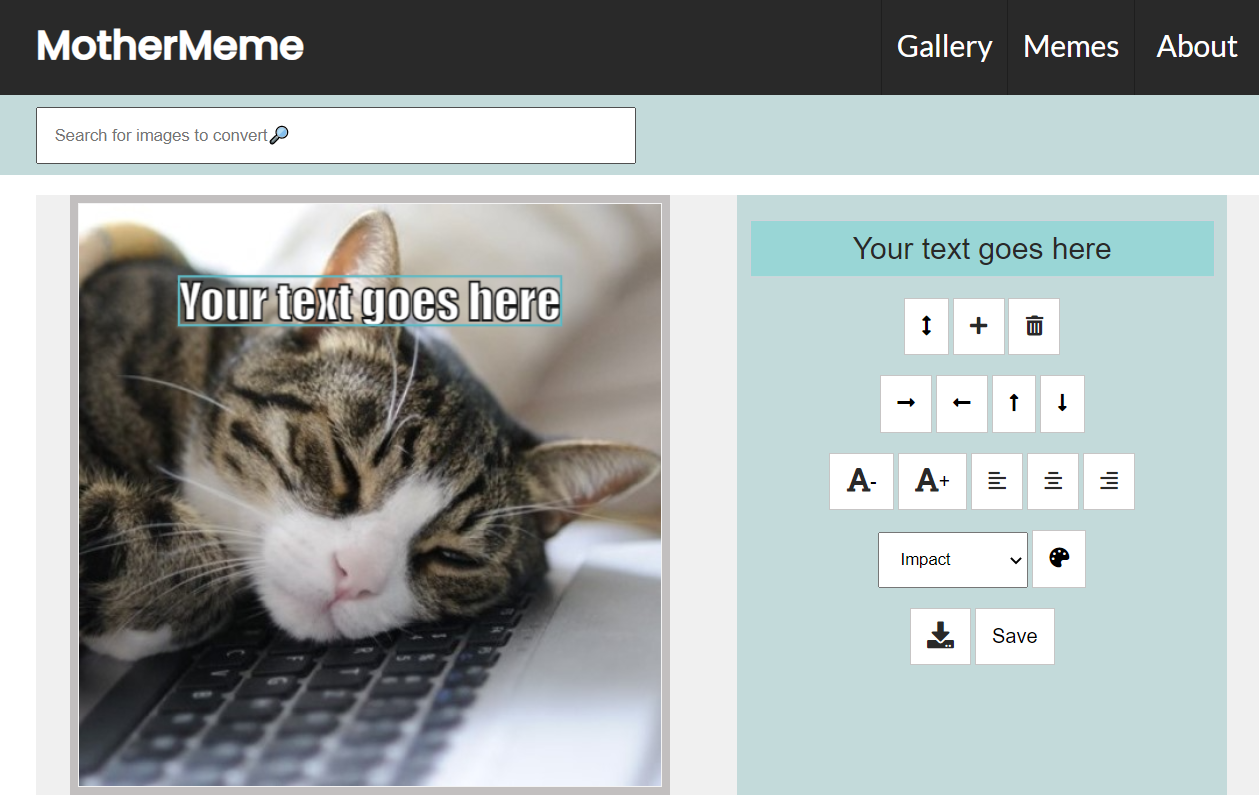 MotherMeme
Gallery Memes About
Search for images to convert🔎
Your text goes here
Your text goes here
A- A+
Impact
Save